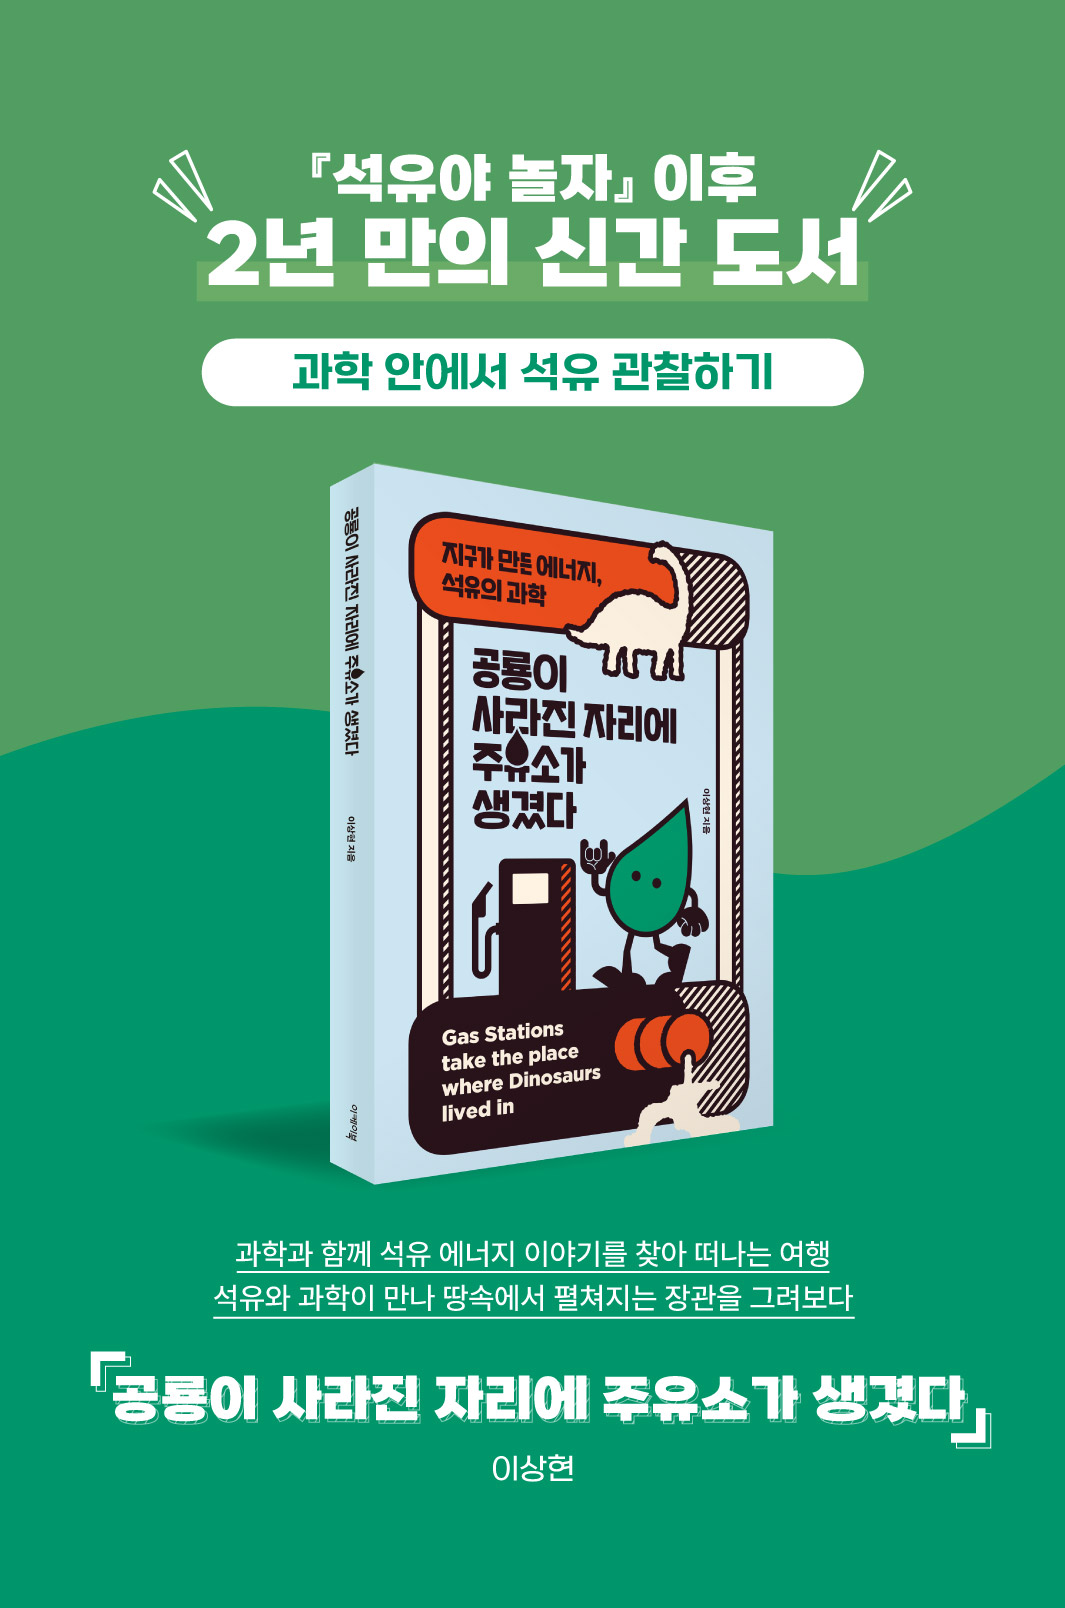 『석유야 놀자』 이후
2년 만의 신간 도서
과학 안에서 석유 관찰하기
공룡이 사라진 자리에 주유소가 생겼다
이상현 지음
지구가 만든 에너지,
석유의 과학
공룡이
사라진 자리에
주유소가
생겼다
이상현 지음
Gas Stations
take the place
where Dinosaurs
lived in
과학과 함께 석유 에너지 이야기를 찾아 떠나는 여행
석유와 과학이 만나 땅속에서 펼쳐지는 장관을 그려보다
「공룡이 사라진 자리에 주유소가 생겼다」
이상현